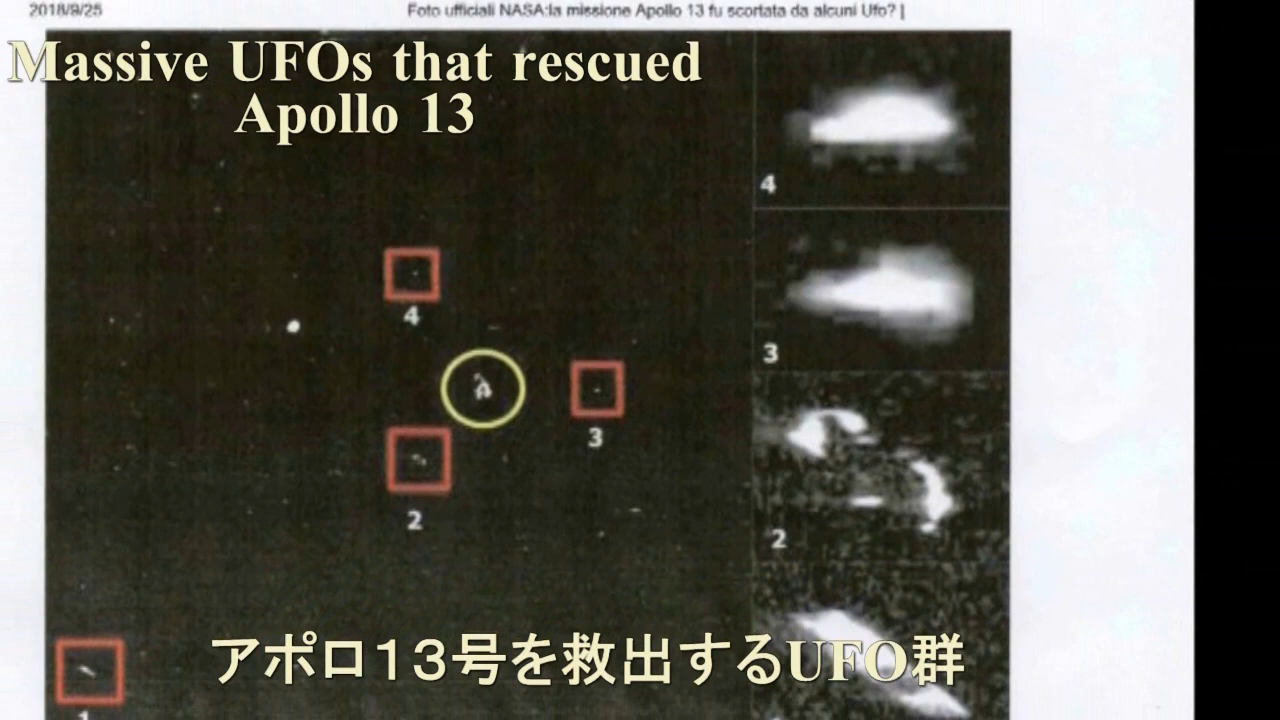 2018/9/25
Foto ufficiali NASA:la missione Apollo 13 fu scortata da alcuni Ufo? |
Massive UFOs that rescued
Apollo 13
4
3
2
4
A
3
2
1
アポロ13号を救出するUFO群